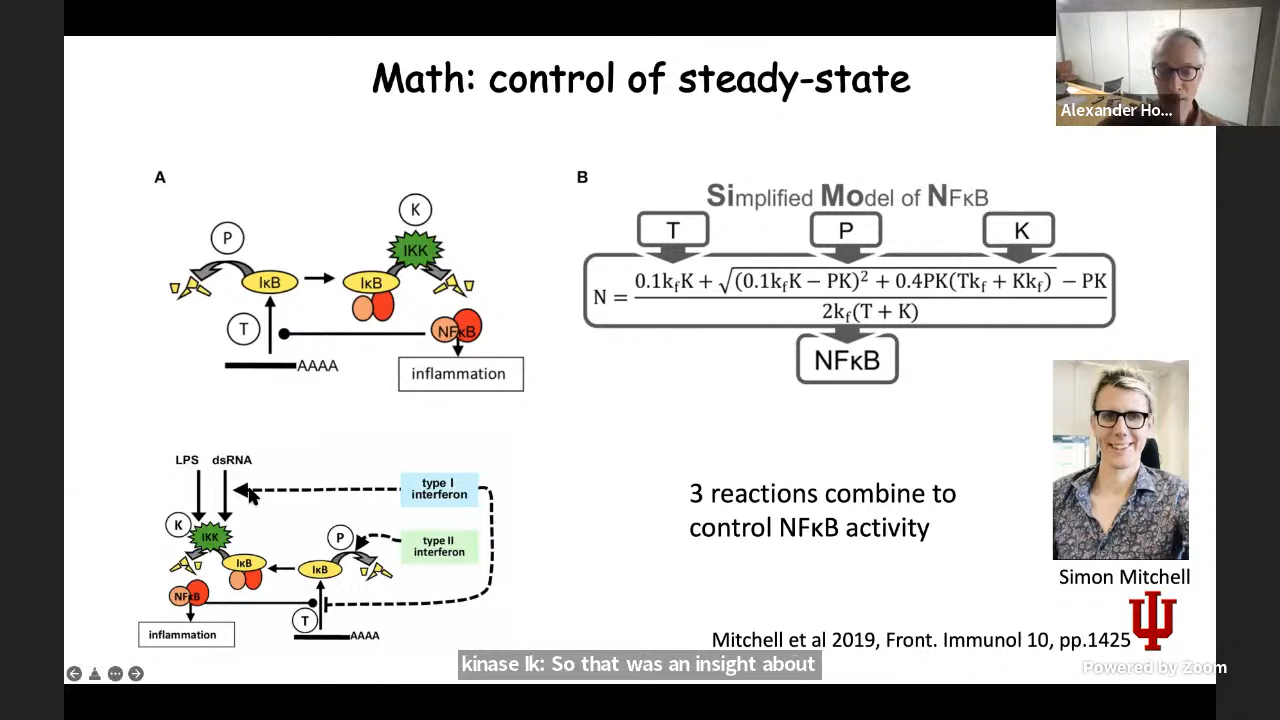 Math: control of steady-state
Alexander Ho...
A
K
P
IKK
IκB
IκB
T
NFκB
AAAA
inflammation
B
Simplified Model of NFκB
T
P
K
N = 0.1k_fK + √((0.1k_fK − PK)² + 0.4PK(Tk_f + Kk_f)) − PK
2k_f(T + K)
NFκB
LPS dsRNA
type I
interferon
K
IKK
P
type II
interferon
IκB
IκB
NFκB
T
inflammation
AAAA
3 reactions combine to
control NFκB activity
Simon Mitchell
Mitchell et al 2019, Front. Immunol 10, pp.1425
kinase Ik: So that was an insight about
Powered by Zoom